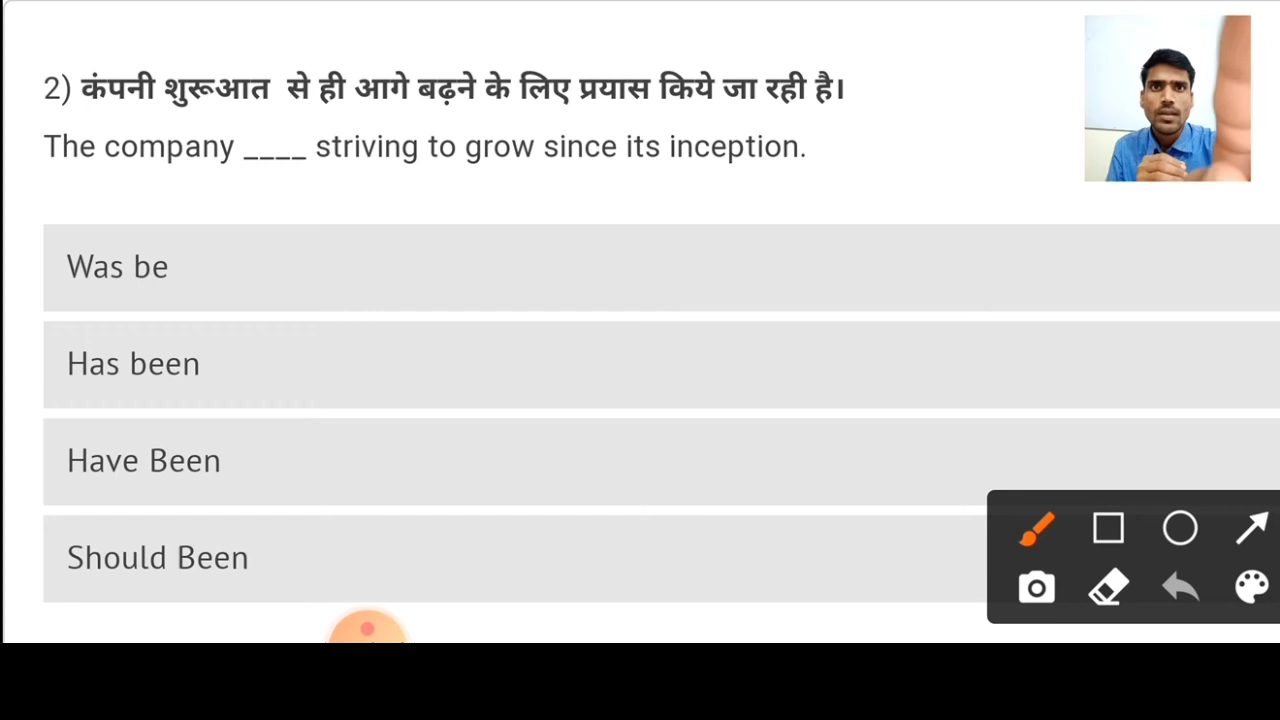 2) कंपनी शुरूआत से ही आगे बढ़ने के लिए प्रयास किये जा रही है।
The company ____ striving to grow since its inception.
Was be
Has been
Have Been
Should Been